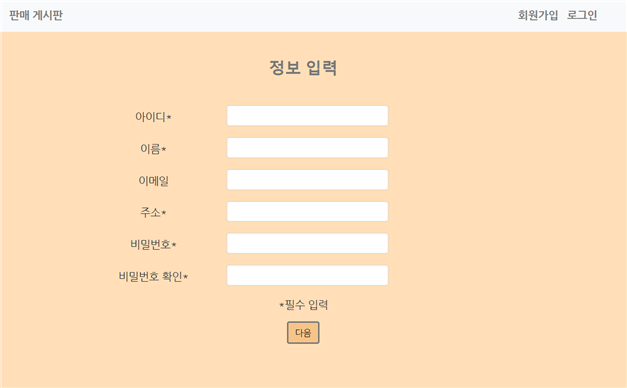 판매 게시판 회원가입 로그인
정보 입력
아이디*
이름*
이메일
주소*
비밀번호*
비밀번호 확인*
*필수 입력
다음